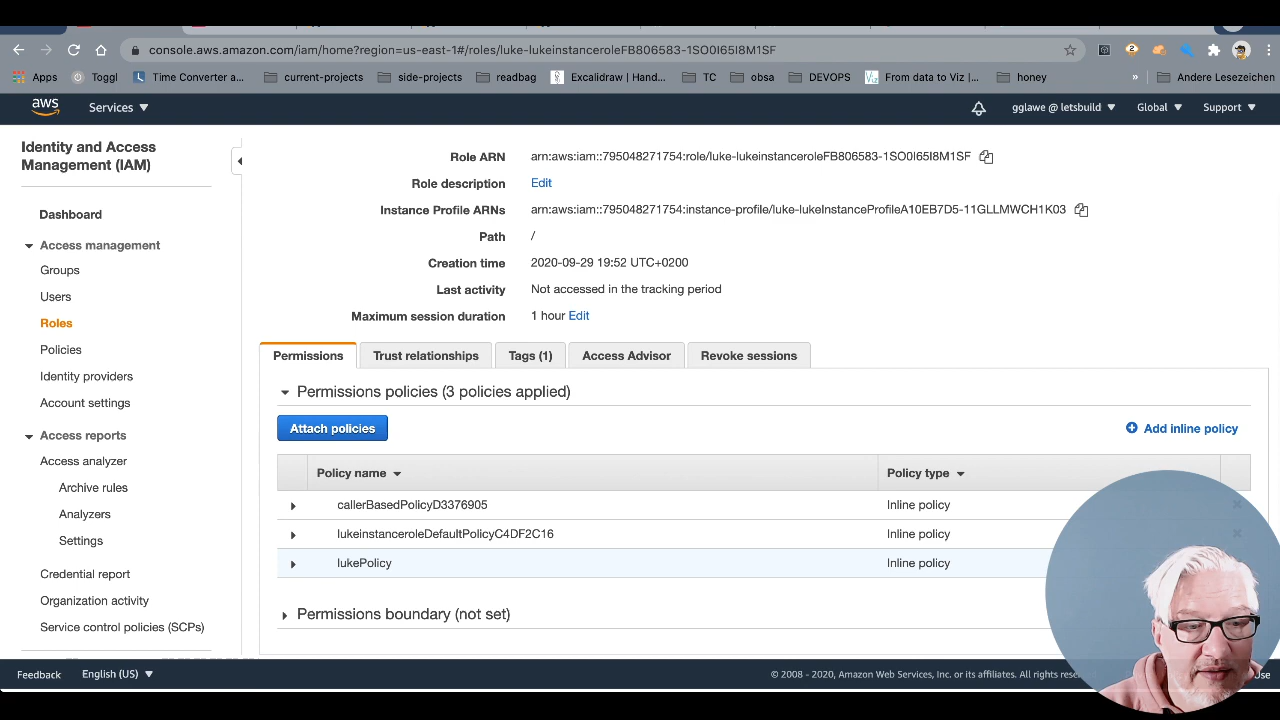 console.aws.amazon.com/iam/home?region=us-east-1#/roles/luke-lukeinstanceroleFB806583-1SO0I65I8M1SF
Apps Toggl Time Converter a... current-projects side-projects readbag Excalidraw | Hand... TC obsa DEVOPS From data to Viz |... honey » Andere Lesezeichen
aws Services gglawe @ letsbuild Global Support
Identity and Access
Management (IAM)
Dashboard
Access management
Groups
Users
Roles
Policies
Identity providers
Account settings
Access reports
Access analyzer
Archive rules
Analyzers
Settings
Credential report
Organization activity
Service control policies (SCPs)
Role ARN arn:aws:iam::795048271754:role/luke-lukeinstanceroleFB806583-1SO0I65I8M1SF
Role description Edit
Instance Profile ARNs arn:aws:iam::795048271754:instance-profile/luke-lukeInstanceProfileA10EB7D5-11GLLMWCH1K03
Path /
Creation time 2020-09-29 19:52 UTC+0200
Last activity Not accessed in the tracking period
Maximum session duration 1 hour Edit
Permissions Trust relationships Tags (1) Access Advisor Revoke sessions
Permissions policies (3 policies applied)
Attach policies Add inline policy
Policy name Policy type
callerBasedPolicyD3376905 Inline policy
lukeinstanceroleDefaultPolicyC4DF2C16 Inline policy
lukePolicy Inline policy
Permissions boundary (not set)
Feedback English (US) © 2008 - 2020, Amazon Web Services, Inc. or its affiliates. All rights Use